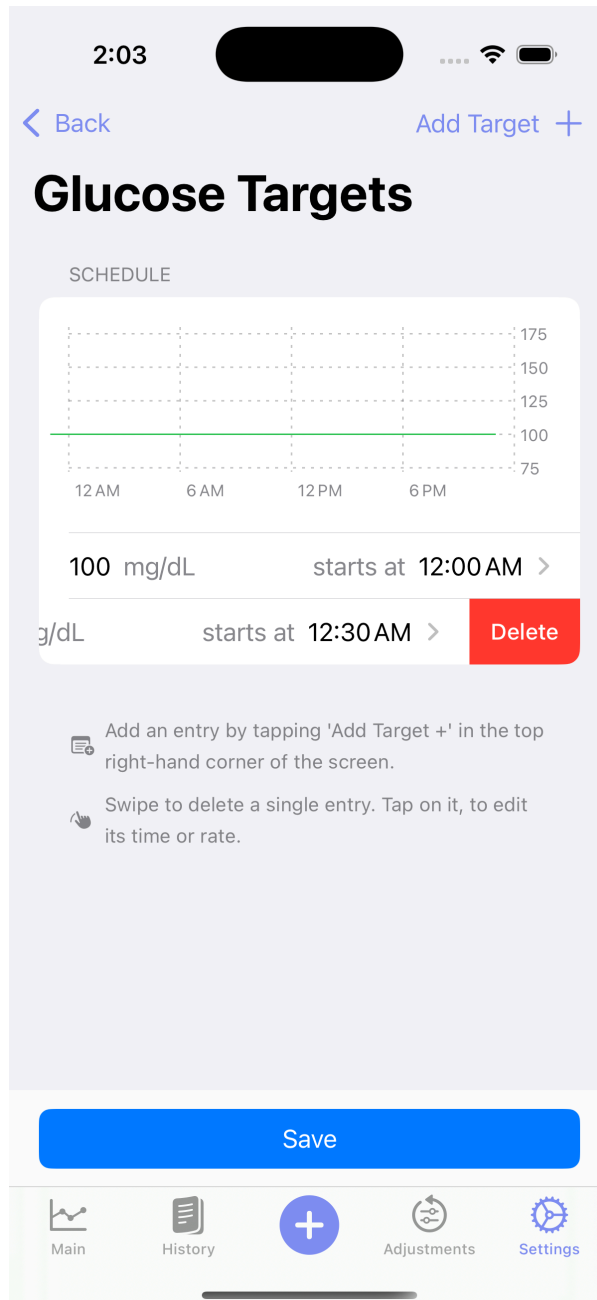 2:03
Back
Add Target
Glucose Targets
SCHEDULE
175
150
125
100
75
12 AM 6 AM 12 PM 6 PM
100 mg/dL starts at 12:00 AM
g/dL starts at 12:30 AM Delete
Add an entry by tapping 'Add Target +' in the top
right-hand corner of the screen.
Swipe to delete a single entry. Tap on it, to edit
its time or rate.
Save
Main History Adjustments Settings